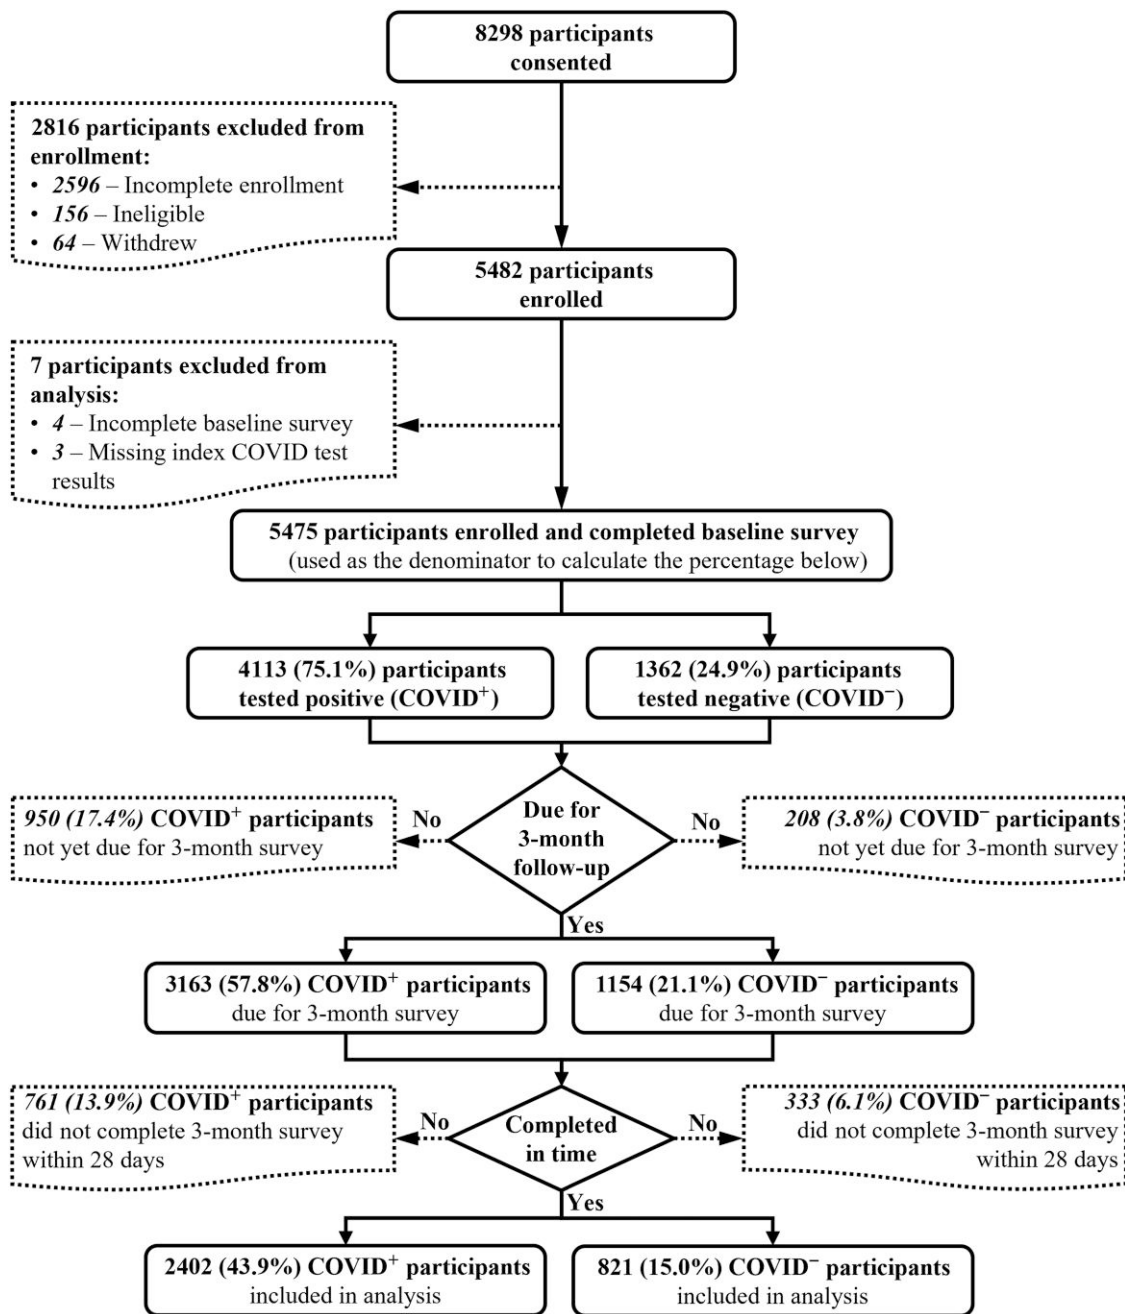 8298 participants
consented
2816 participants excluded from
enrollment:
• 2596 – Incomplete enrollment
• 156 – Ineligible
• 64 – Withdrew
5482 participants
enrolled
7 participants excluded from
analysis:
• 4 – Incomplete baseline survey
• 3 – Missing index COVID test
results
5475 participants enrolled and completed baseline survey
(used as the denominator to calculate the percentage below)
4113 (75.1%) participants
tested positive (COVID⁺)
1362 (24.9%) participants
tested negative (COVID⁻)
950 (17.4%) COVID⁺ participants
not yet due for 3-month survey
No
Due for
3-month
follow-up
No
208 (3.8%) COVID⁻ participants
not yet due for 3-month survey
Yes
3163 (57.8%) COVID⁺ participants
due for 3-month survey
1154 (21.1%) COVID⁻ participants
due for 3-month survey
761 (13.9%) COVID⁺ participants
did not complete 3-month survey
within 28 days
No
Completed
in time
No
333 (6.1%) COVID⁻ participants
did not complete 3-month survey
within 28 days
Yes
2402 (43.9%) COVID⁺ participants
included in analysis
821 (15.0%) COVID⁻ participants
included in analysis